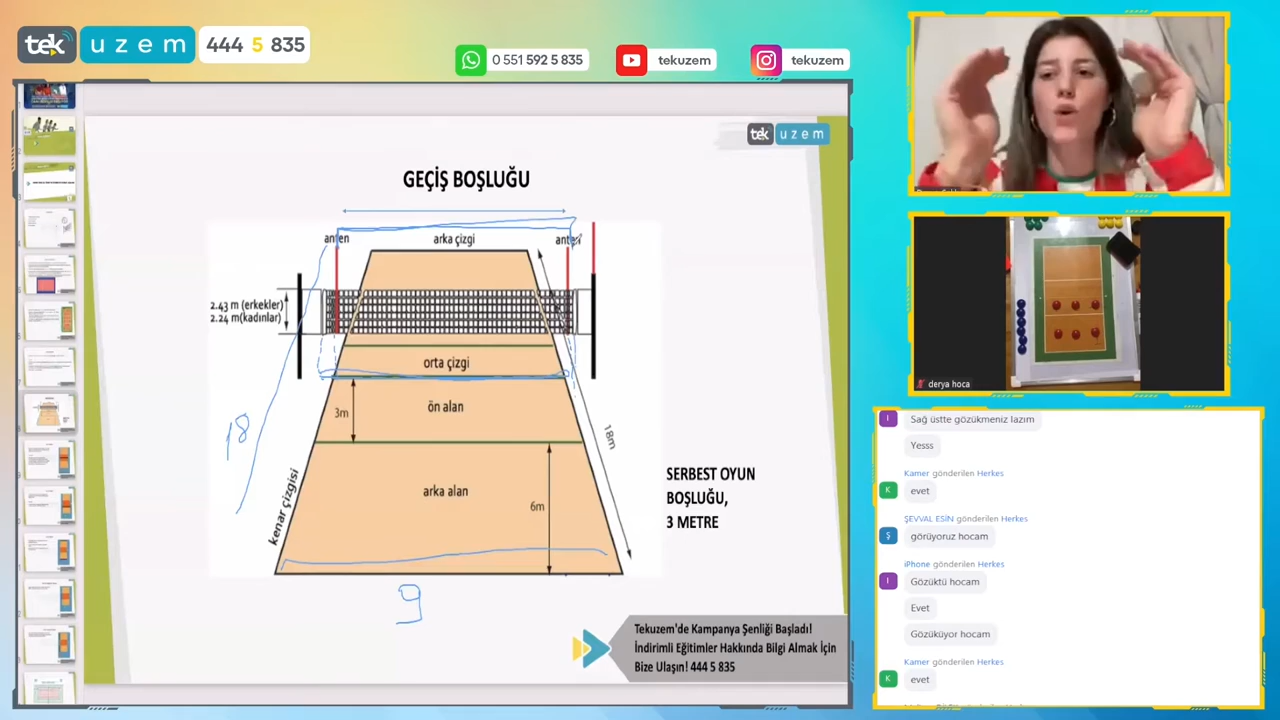 tek uzem 444 5 835
0 551 592 5 835
tekuzem
tekuzem
tek uzem
GEÇİŞ BOŞLUĞU
anten
arka çizgi
anten
2.43 m (erkekler)
2.24 m(kadınlar)
orta çizgi
3m
ön alan
18
18m
kenar çizgisi
arka alan
6m
SERBEST OYUN
BOŞLUĞU,
3 METRE
9
Tekuzem'de Kampanya Şenliği Başladı!
İndirimli Eğitimler Hakkında Bilgi Almak İçin
Bize Ulaşın! 444 5 835
derya hoca
I
Sağ üstte gözükmeniz lazım
Yesss
Kamer gönderilen Herkes
K
evet
ŞEVVAL ESİN gönderilen Herkes
Ş
görüyoruz hocam
iPhone gönderilen Herkes
I
Gözüktü hocam
Evet
Gözüküyor hocam
Kamer gönderilen Herkes
K
evet